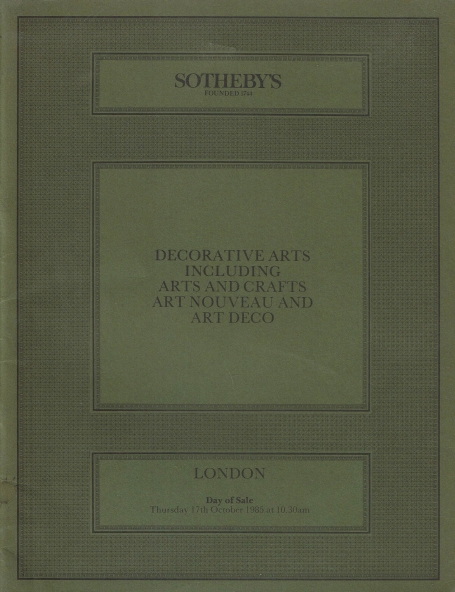 SOTHEBY'S
FOUNDED 1744
DECORATIVE ARTS
INCLUDING
ARTS AND CRAFTS
ART NOUVEAU AND
ART DECO
LONDON
Day of Sale
Thursday 17th October 1985 at 10.30am